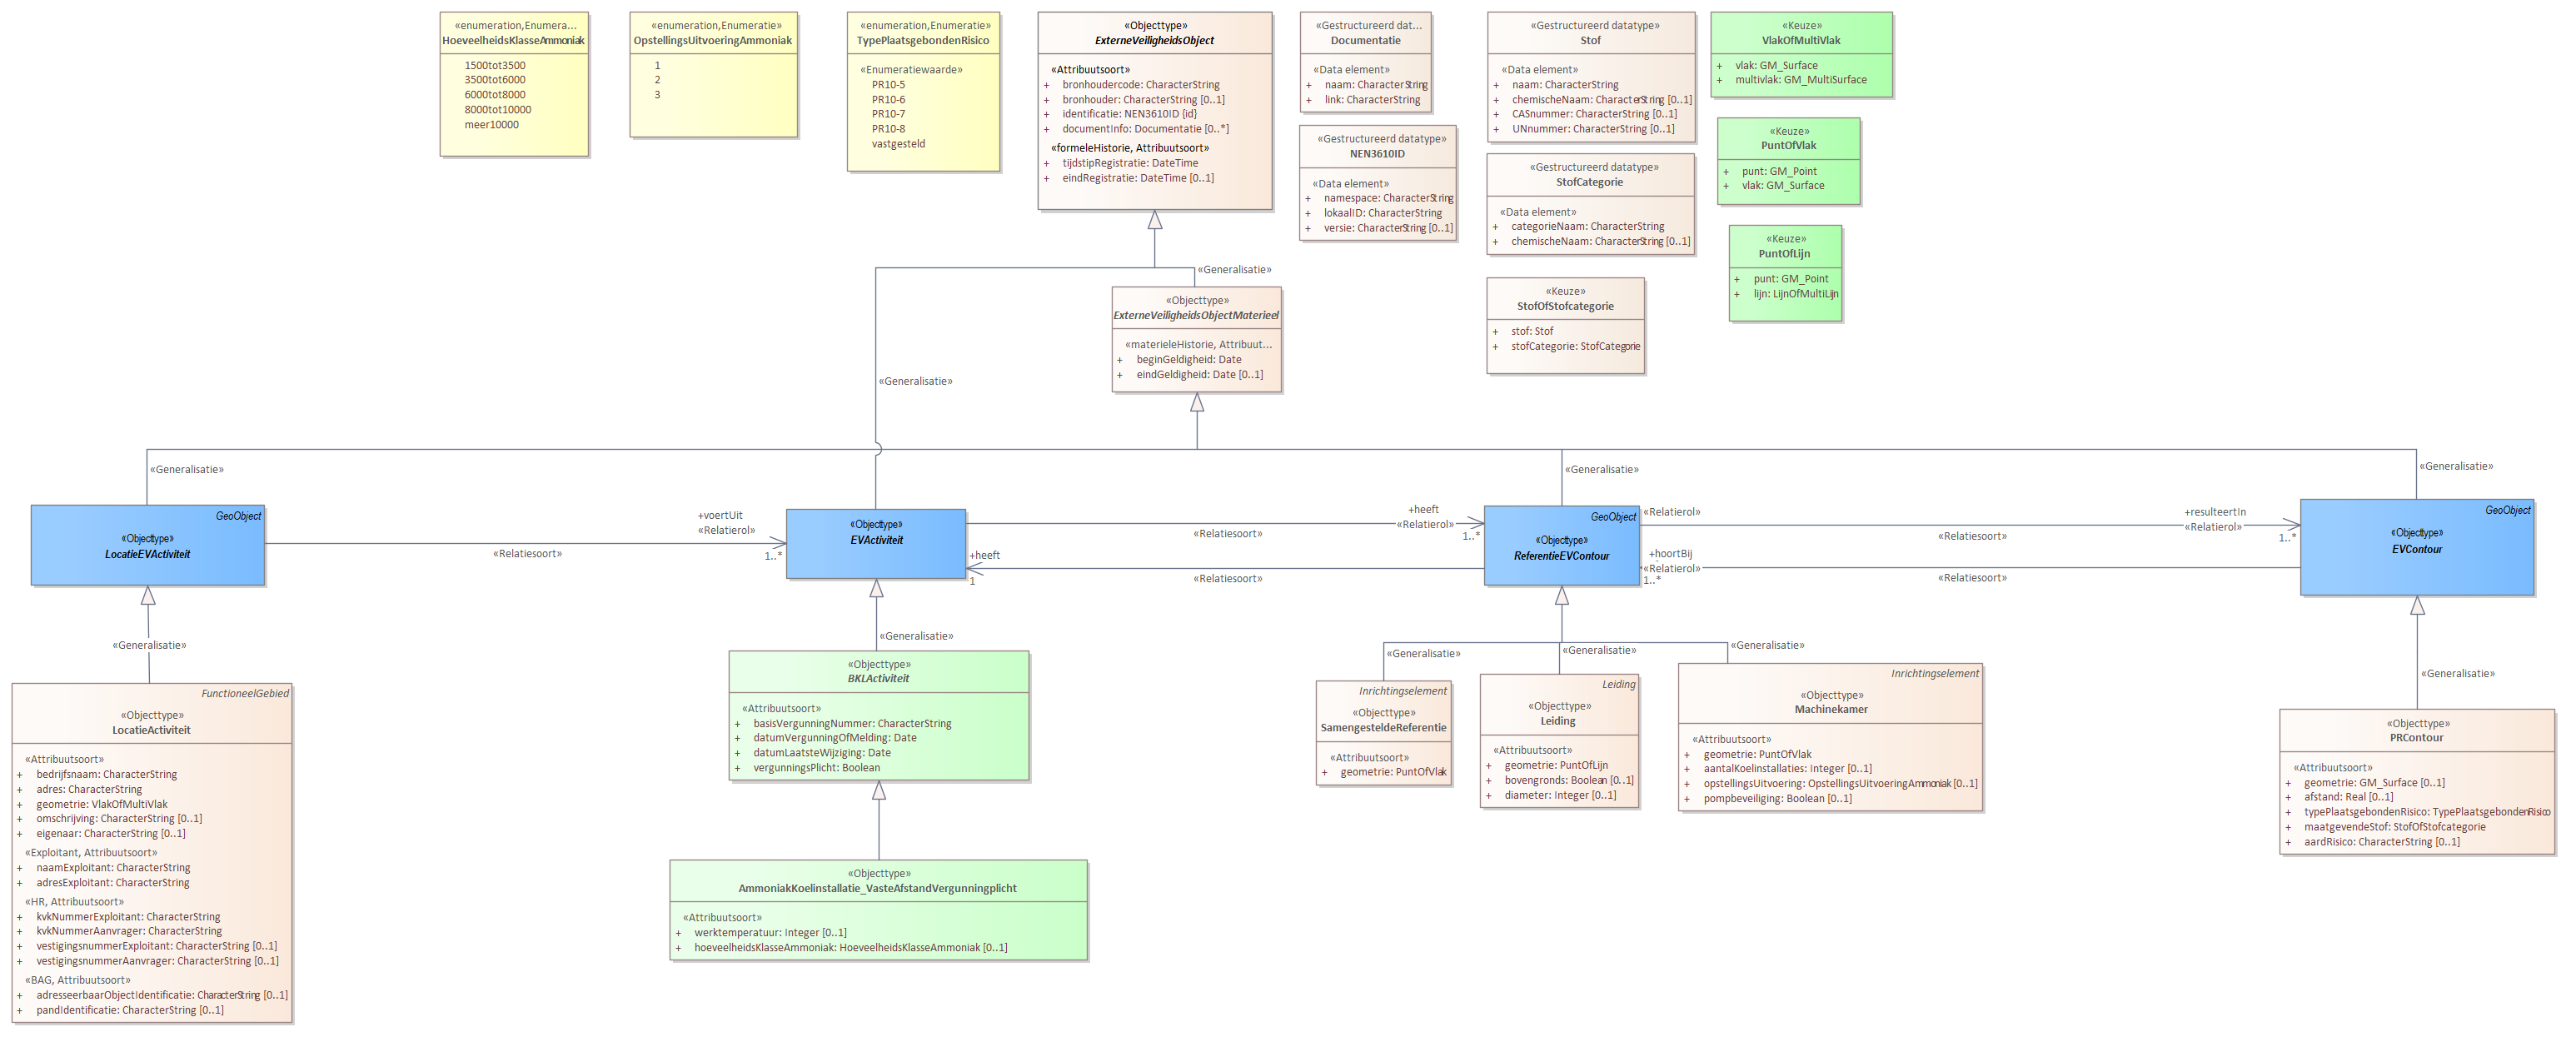 «enumeration,Enumera...
HoeveelheidsKlasseAmmoniak
1500tot3500
3500tot6000
6000tot8000
8000tot10000
meer10000
«enumeration,Enumeratie»
OpstellingsUitvoeringAmmoniak
1
2
3
«enumeration,Enumeratie»
TypePlaatsgebondenRisico
«Enumeratiewaarde»
PR10-5
PR10-6
PR10-7
PR10-8
vastgesteld
«Objecttype»
ExterneVeiligheidsObject
«Attribuutsoort»
+ bronhoudercode: CharacterString
+ bronhouder: CharacterString [0..1]
+ identificatie: NEN3610ID {id}
+ documentInfo: Documentatie [0..*]
«formeleHistorie, Attribuutsoort»
+ tijdstipRegistratie: DateTime
+ eindRegistratie: DateTime [0..1]
«Gestructureerd dat...
Documentatie
«Data element»
+ naam: CharacterString
+ link: CharacterString
«Gestructureerd datatype»
NEN3610ID
«Data element»
+ namespace: CharacterString
+ lokaalID: CharacterString
+ versie: CharacterString [0..1]
«Gestructureerd datatype»
Stof
«Data element»
+ naam: CharacterString
+ chemischeNaam: CharacterString [0..1]
+ CASnummer: CharacterString [0..1]
+ UNnummer: CharacterString [0..1]
«Gestructureerd datatype»
StofCategorie
«Data element»
+ categorieNaam: CharacterString
+ chemischeNaam: CharacterString [0..1]
«Keuze»
StofOfStofcategorie
+ stof: Stof
+ stofCategorie: StofCategorie
«Keuze»
VlakOfMultiVlak
+ vlak: GM_Surface
+ multivlak: GM_MultiSurface
«Keuze»
PuntOfVlak
+ punt: GM_Point
+ vlak: GM_Surface
«Keuze»
PuntOfLijn
+ punt: GM_Point
+ lijn: LijnOfMultiLijn
«Generalisatie»
«Objecttype»
ExterneVeiligheidsObjectMaterieel
«materieleHistorie, Attribuut...
+ beginGeldigheid: Date
+ eindGeldigheid: Date [0..1]
«Generalisatie»
«Generalisatie»
«Generalisatie»
«Generalisatie»
GeoObject
«Objecttype»
LocatieEVActiviteit
+voertUit
«Relatierol»
1..*
«Relatiesoort»
«Objecttype»
EVActiviteit
+heeft
«Relatierol»
1..*
«Relatiesoort»
+heeft
1
«Relatiesoort»
GeoObject
«Objecttype»
ReferentieEVContour
«Relatierol»
+resulteertIn
«Relatierol»
1..*
«Relatiesoort»
+hoortBij
«Relatierol»
1..*
«Relatiesoort»
GeoObject
«Objecttype»
EVContour
«Generalisatie»
FunctioneelGebied
«Objecttype»
LocatieActiviteit
«Attribuutsoort»
+ bedrijfsnaam: CharacterString
+ adres: CharacterString
+ geometrie: VlakOfMultiVlak
+ omschrijving: CharacterString [0..1]
+ eigenaar: CharacterString [0..1]
«Exploitant, Attribuutsoort»
+ naamExploitant: CharacterString
+ adresExploitant: CharacterString
«HR, Attribuutsoort»
+ kvkNummerExploitant: CharacterString
+ kvkNummerAanvrager: CharacterString
+ vestigingsnummerExploitant: CharacterString [0..1]
+ vestigingsnummerAanvrager: CharacterString [0..1]
«BAG, Attribuutsoort»
+ adresseerbaarObjectIdentificatie: CharacterString [0..1]
+ pandIdentificatie: CharacterString [0..1]
«Generalisatie»
«Objecttype»
BKLActiviteit
«Attribuutsoort»
+ basisVergunningNummer: CharacterString
+ datumVergunningOfMelding: Date
+ datumLaatsteWijziging: Date
+ vergunningsPlicht: Boolean
«Objecttype»
AmmoniakKoelinstallatie_VasteAfstandVergunningplicht
«Attribuutsoort»
+ werktemperatuur: Integer [0..1]
+ hoeveelheidsKlasseAmmoniak: HoeveelheidsKlasseAmmoniak [0..1]
«Generalisatie»
«Generalisatie»
«Generalisatie»
Inrichtingselement
«Objecttype»
SamengesteldeReferentie
«Attribuutsoort»
+ geometrie: PuntOfVlak
Leiding
«Objecttype»
Leiding
«Attribuutsoort»
+ geometrie: PuntOfLijn
+ bovengronds: Boolean [0..1]
+ diameter: Integer [0..1]
Inrichtingselement
«Objecttype»
Machinekamer
«Attribuutsoort»
+ geometrie: PuntOfVlak
+ aantalKoelinstallaties: Integer [0..1]
+ opstellingsUitvoering: OpstellingsUitvoeringAmmoniak [0..1]
+ pompbeveiliging: Boolean [0..1]
«Generalisatie»
«Objecttype»
PRContour
«Attribuutsoort»
+ geometrie: GM_Surface [0..1]
+ afstand: Real [0..1]
+ typePlaatsgebondenRisico: TypePlaatsgebondenRisico
+ maatgevendeStof: StofOfStofcategorie
+ aardRisico: CharacterString [0..1]